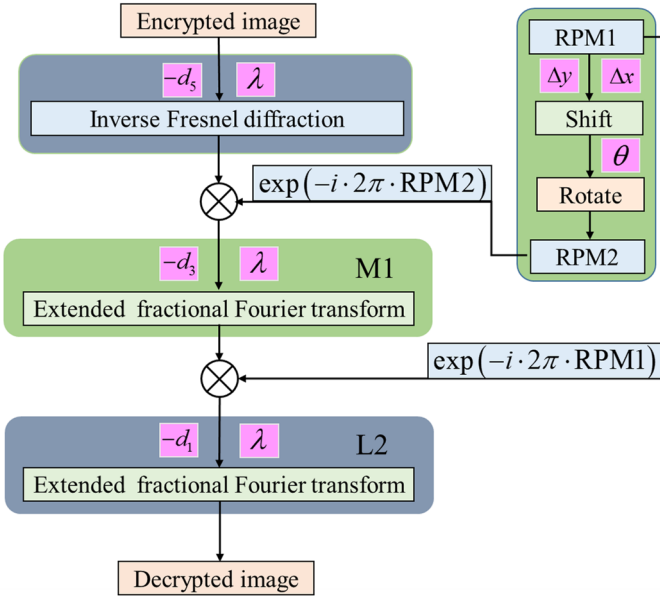 Encrypted image
−d₅ λ
Inverse Fresnel diffraction
exp(−i·2π·RPM2)
−d₃ λ M1
Extended fractional Fourier transform
exp(−i·2π·RPM1)
−d₁ λ L2
Extended fractional Fourier transform
Decrypted image
RPM1
Δy Δx
Shift
θ
Rotate
RPM2